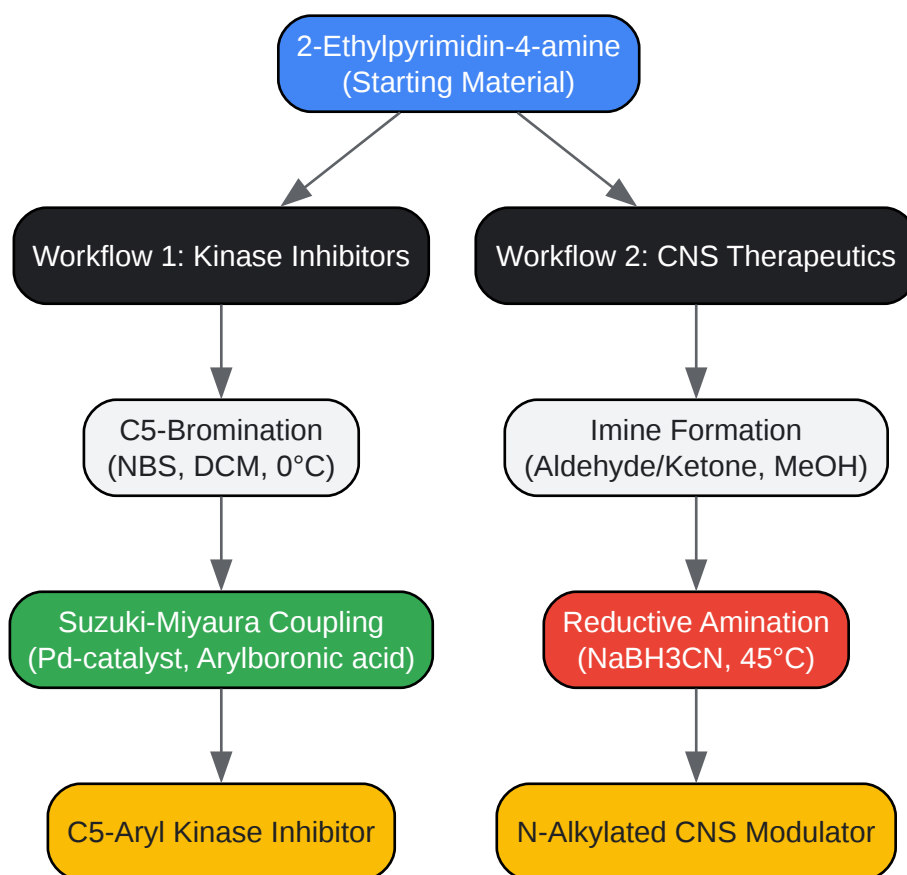 2-Ethylpyrimidin-4-amine
(Starting Material)
Workflow 1: Kinase Inhibitors
Workflow 2: CNS Therapeutics
C5-Bromination
(NBS, DCM, 0°C)
Imine Formation
(Aldehyde/Ketone, MeOH)
Suzuki-Miyaura Coupling
(Pd-catalyst, Arylboronic acid)
Reductive Amination
(NaBH3CN, 45°C)
C5-Aryl Kinase Inhibitor
N-Alkylated CNS Modulator